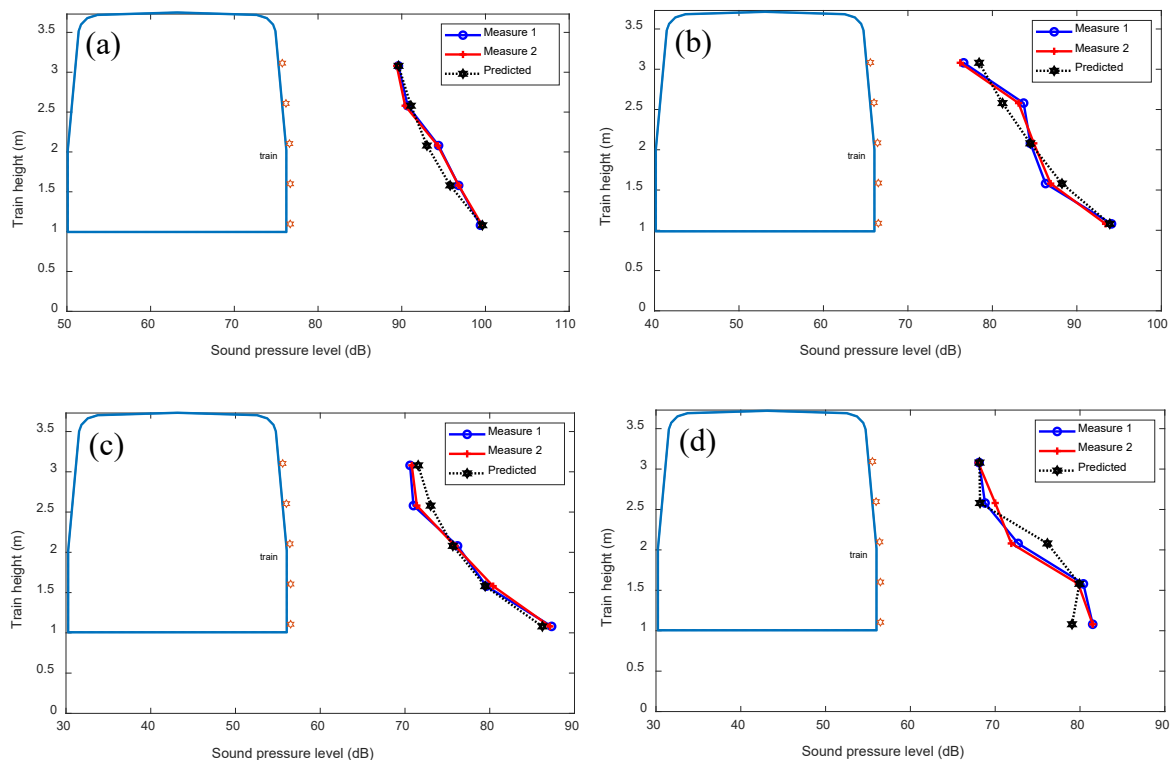 (a)
Measure 1
Measure 2
Predicted
train
Train height (m)
3.5
3
2.5
2
1.5
1
0.5
0
50 60 70 80 90 100 110
Sound pressure level (dB)
(b)
Measure 1
Measure 2
Predicted
train
Train height (m)
3.5
3
2.5
2
1.5
1
0.5
0
40 50 60 70 80 90 100
Sound pressure level (dB)
(c)
Measure 1
Measure 2
Predicted
train
Train height (m)
3.5
3
2.5
2
1.5
1
0.5
0
30 40 50 60 70 80 90
Sound pressure level (dB)
(d)
Measure 1
Measure 2
Predicted
train
Train height (m)
3.5
3
2.5
2
1.5
1
0.5
0
30 40 50 60 70 80 90
Sound pressure level (dB)